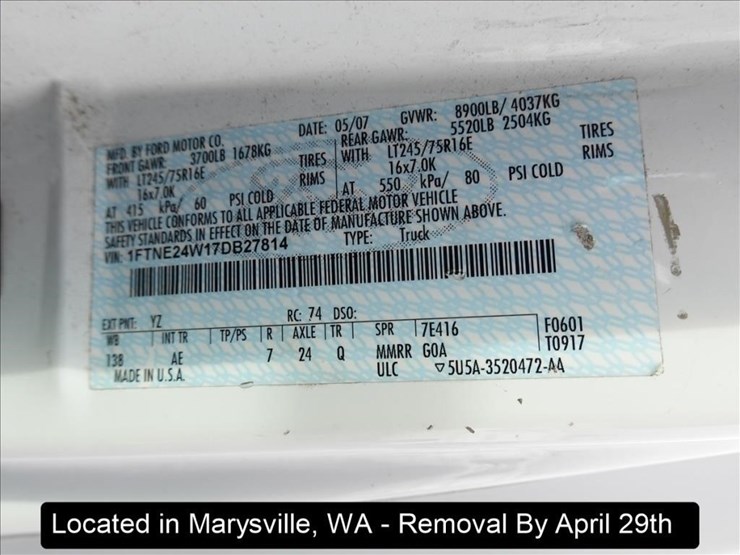 MFD. BY FORD MOTOR CO.
DATE: 05/07 GVWR: 8900LB/ 4037KG
FRONT GAWR: 3700LB 1678KG
REAR GAWR: 5520LB 2504KG
WITH LT245/75R16E TIRES
WITH LT245/75R16E TIRES
16x7.0K RIMS
16x7.0K RIMS
AT 415 kPa/ 60 PSI COLD
AT 550 kPa/ 80 PSI COLD
THIS VEHICLE CONFORMS TO ALL APPLICABLE FEDERAL MOTOR VEHICLE
SAFETY STANDARDS IN EFFECT ON THE DATE OF MANUFACTURE SHOWN ABOVE.
VIN: 1FTNE24W17DB27814 TYPE: Truck
EXT PNT: YZ RC: 74 DSO:
WB INT TR TP/PS R AXLE TR SPR 7E416 F0601
138 AE 7 24 Q MMRR GOA T0917
MADE IN U.S.A. ULC ▽5U5A-3520472-AA
Located in Marysville, WA - Removal By April 29th